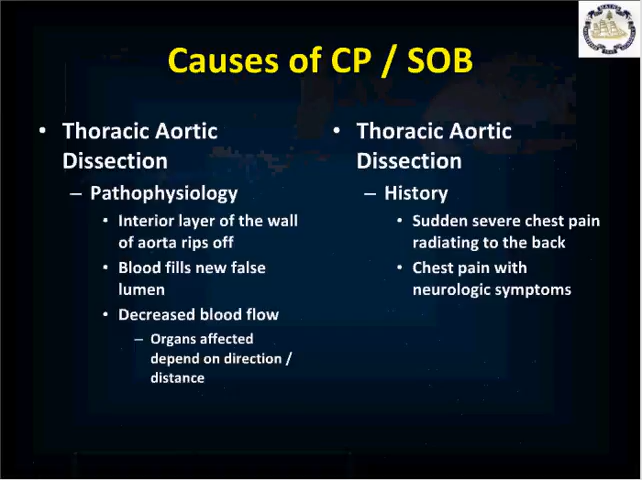 Causes of CP / SOB
• Thoracic Aortic
Dissection
– Pathophysiology
• Interior layer of the wall
of aorta rips off
• Blood fills new false
lumen
• Decreased blood flow
– Organs affected
depend on direction /
distance
• Thoracic Aortic
Dissection
– History
• Sudden severe chest pain
radiating to the back
• Chest pain with
neurologic symptoms